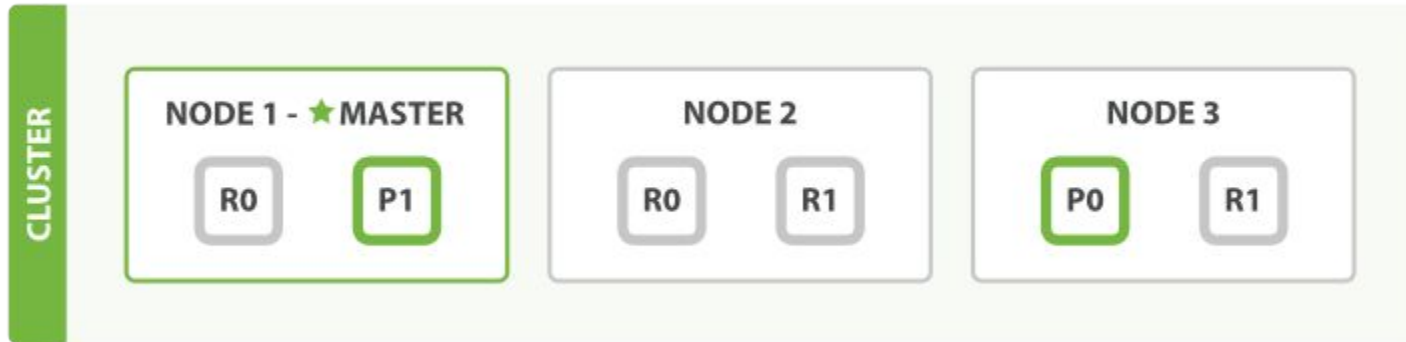 CLUSTER
NODE 1 - ★ MASTER
R0
P1
NODE 2
R0
R1
NODE 3
P0
R1